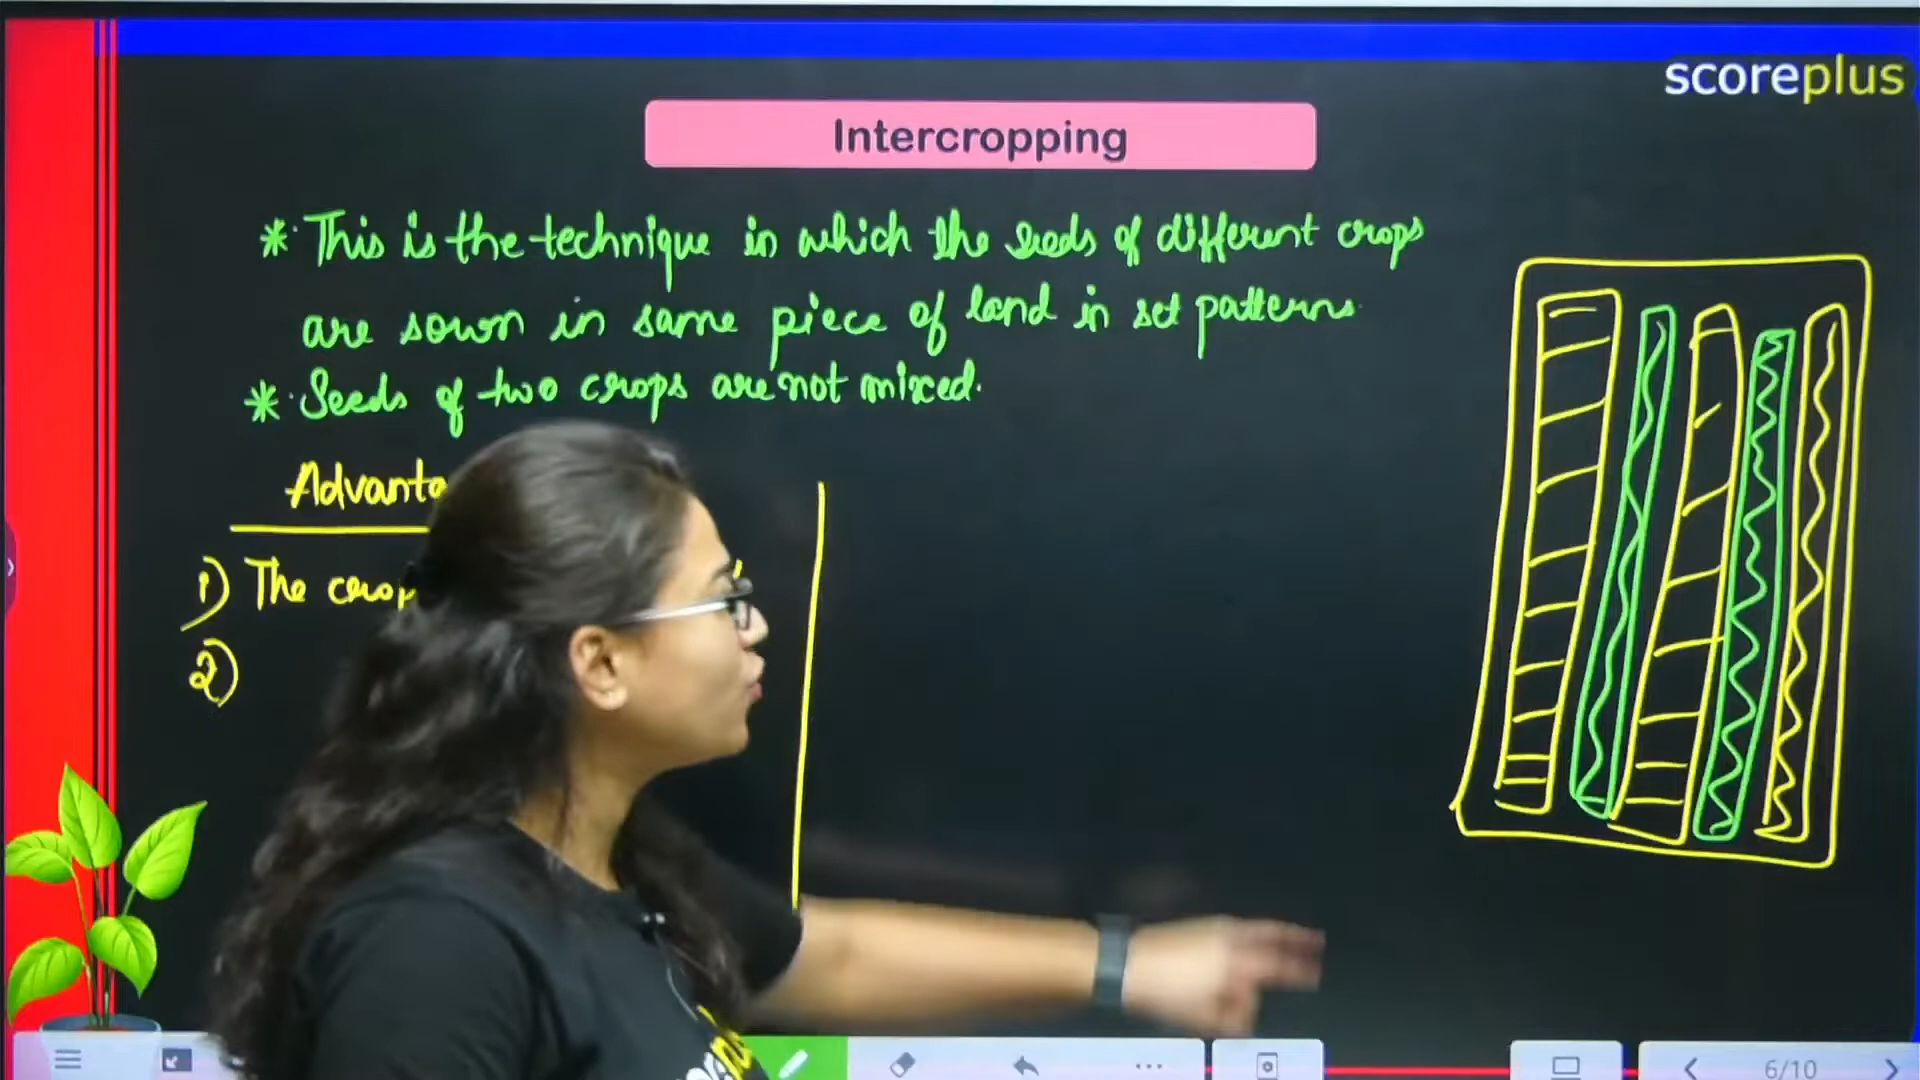 scoreplus
Intercropping
* This is the technique in which the seeds of different crops
are sown in same piece of land in set patterns.
* Seeds of two crops are not mixed.
Advanta
1) The crop
2)
6/10